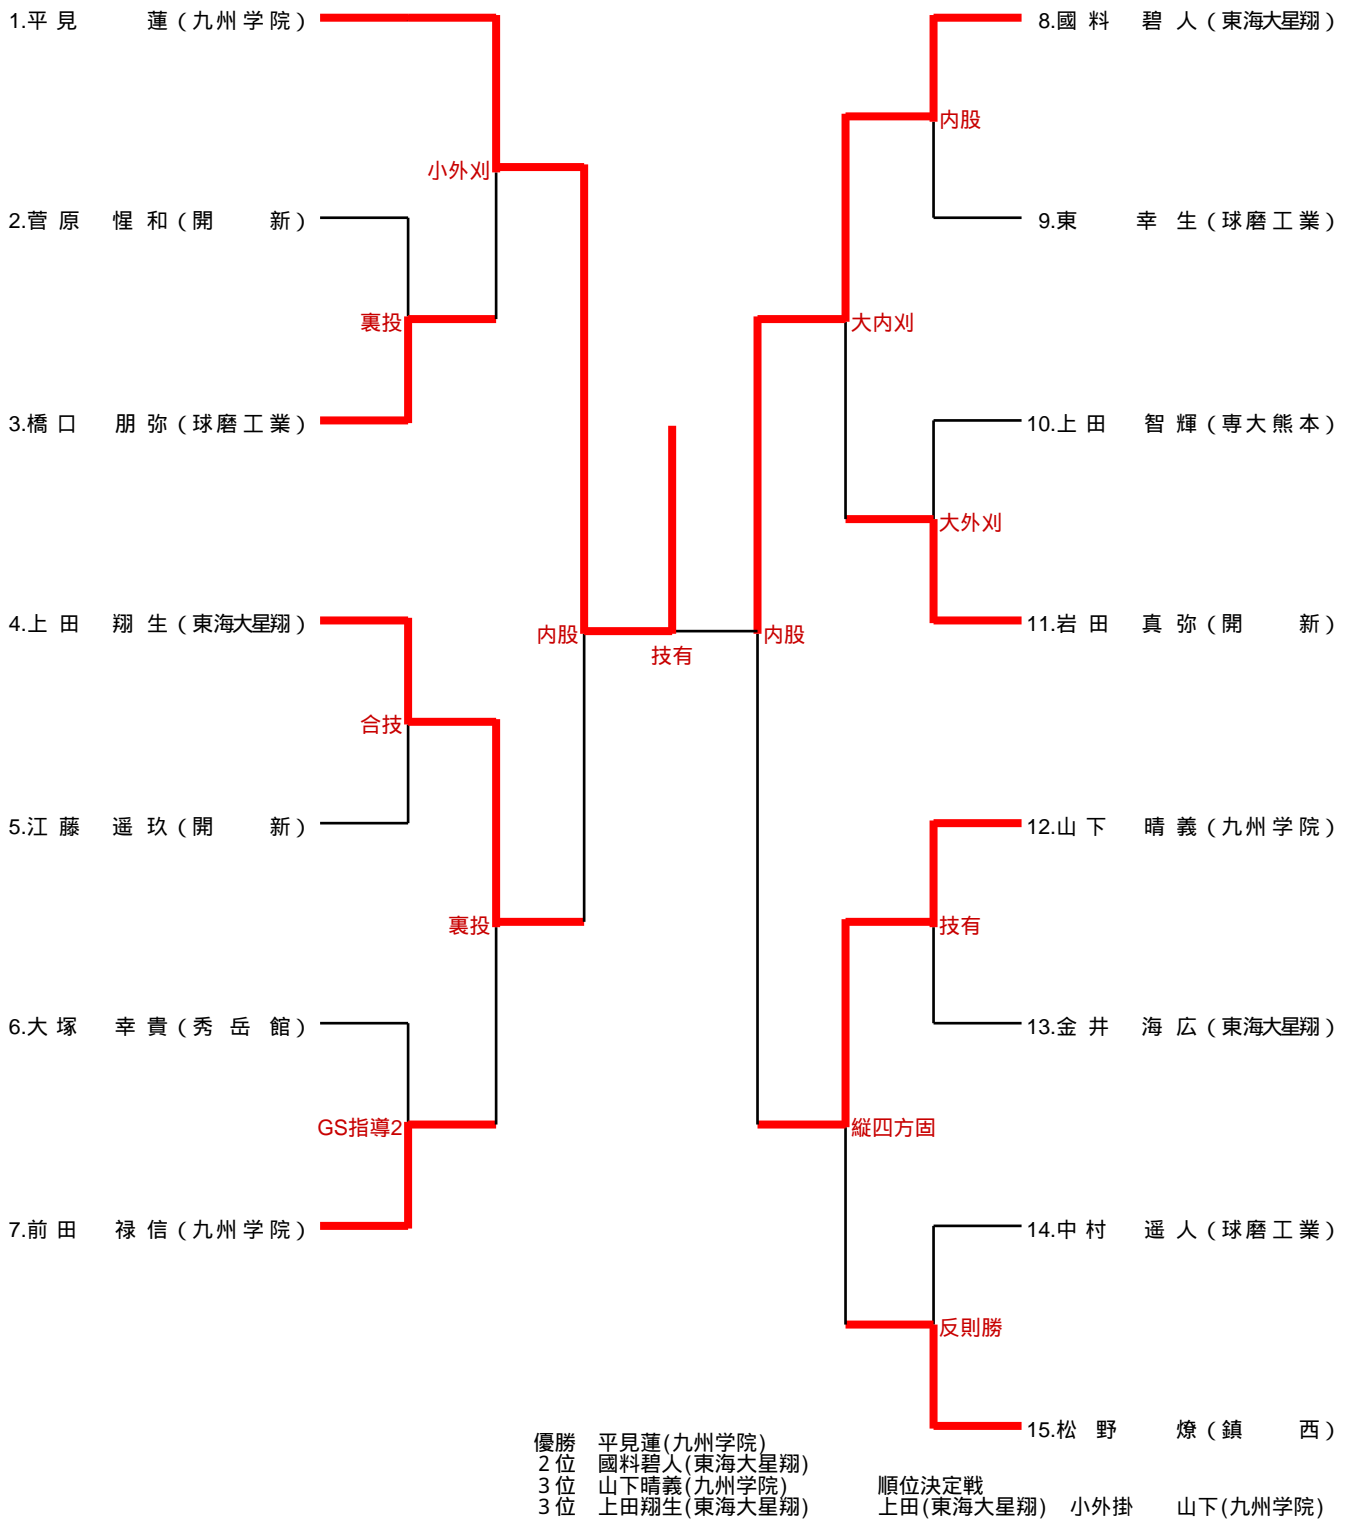 1.平見 蓮(九州学院)
小外刈
2.菅原 惺和(開 新)
裏投
3.橋口 朋弥(球磨工業)
4.上田 翔生(東海大星翔)
合技
5.江藤 遥玖(開 新)
裏投
6.大塚 幸貴(秀岳館)
GS指導2
7.前田 禄信(九州学院)
内股
技有
内股
8.國料 碧人(東海大星翔)
内股
9.東 幸生(球磨工業)
大内刈
10.上田 智輝(専大熊本)
大外刈
11.岩田 真弥(開 新)
12.山下 晴義(九州学院)
技有
13.金井 海広(東海大星翔)
縦四方固
14.中村 遥人(球磨工業)
反則勝
15.松野 燎(鎮 西)
優勝 平見蓮(九州学院)
2位 國料碧人(東海大星翔)
3位 山下晴義(九州学院) 順位決定戦
3位 上田翔生(東海大星翔) 上田(東海大星翔) 小外掛 山下(九州学院)